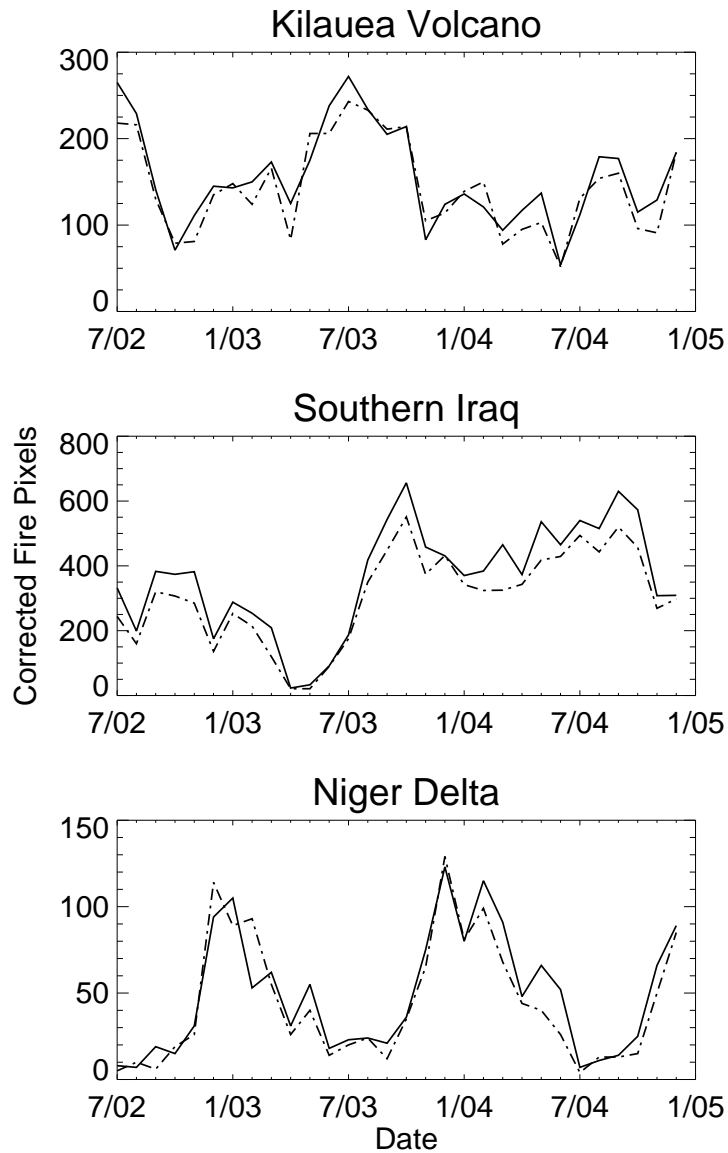 Kilauea Volcano
300
200
100
0
7/02 1/03 7/03 1/04 7/04 1/05
Southern Iraq
Corrected Fire Pixels
800
600
400
200
0
7/02 1/03 7/03 1/04 7/04 1/05
Niger Delta
150
100
50
0
7/02 1/03 7/03 1/04 7/04 1/05
Date